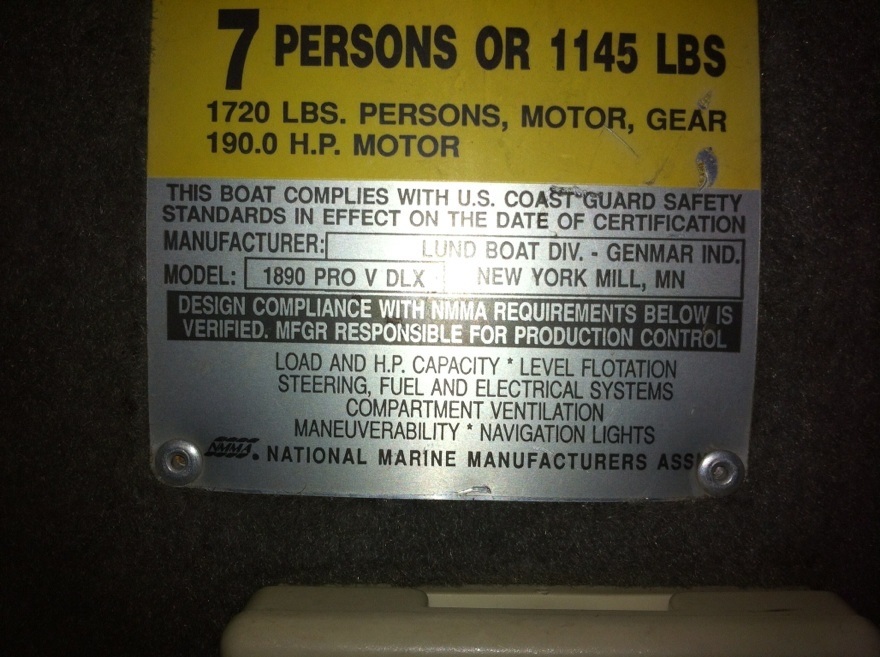 7 PERSONS OR 1145 LBS
1720 LBS. PERSONS, MOTOR, GEAR
190.0 H.P. MOTOR
THIS BOAT COMPLIES WITH U.S. COAST GUARD SAFETY
STANDARDS IN EFFECT ON THE DATE OF CERTIFICATION
MANUFACTURER: LUND BOAT DIV. - GENMAR IND.
MODEL: 1890 PRO V DLX NEW YORK MILL, MN
DESIGN COMPLIANCE WITH NMMA REQUIREMENTS BELOW IS
VERIFIED. MFGR RESPONSIBLE FOR PRODUCTION CONTROL
LOAD AND H.P. CAPACITY * LEVEL FLOTATION
STEERING, FUEL AND ELECTRICAL SYSTEMS
COMPARTMENT VENTILATION
MANEUVERABILITY * NAVIGATION LIGHTS
NMMA. NATIONAL MARINE MANUFACTURERS ASS